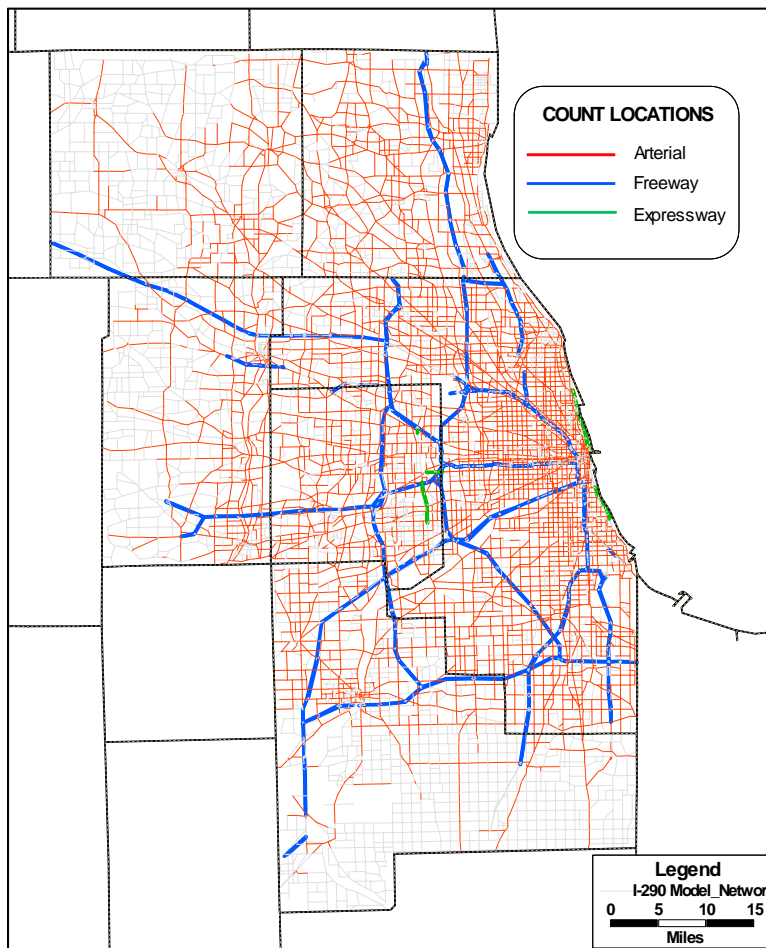 COUNT LOCATIONS
Arterial
Freeway
Expressway
Legend
I-290 Model_Networ
0 5 10 15
Miles